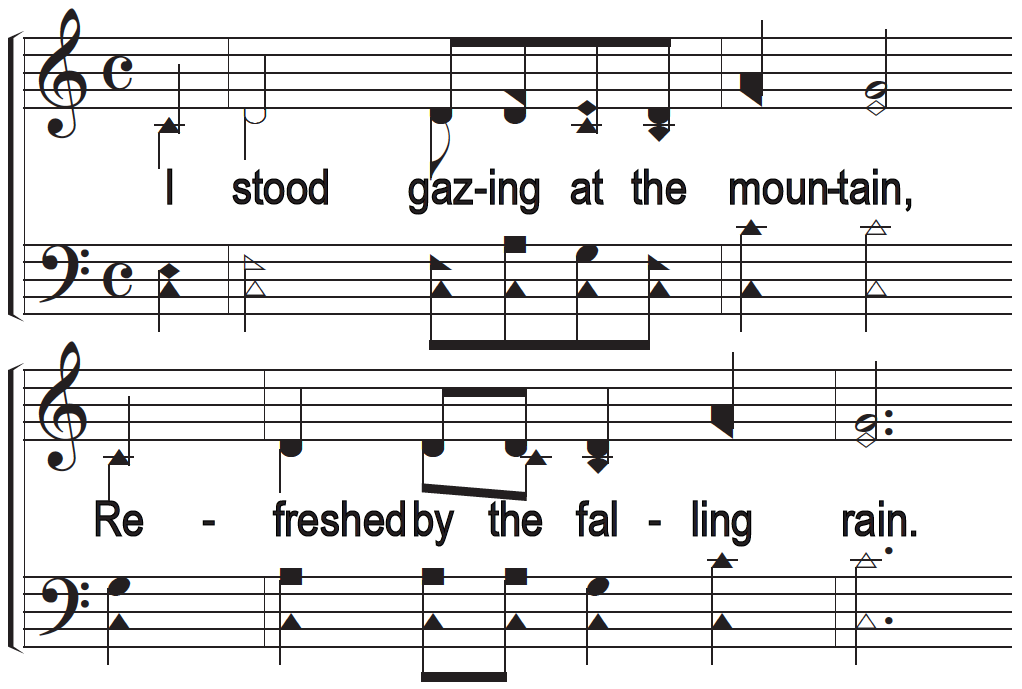 I stood gaz-ing at the moun-tain,
Re - freshed by the fal - ling rain.